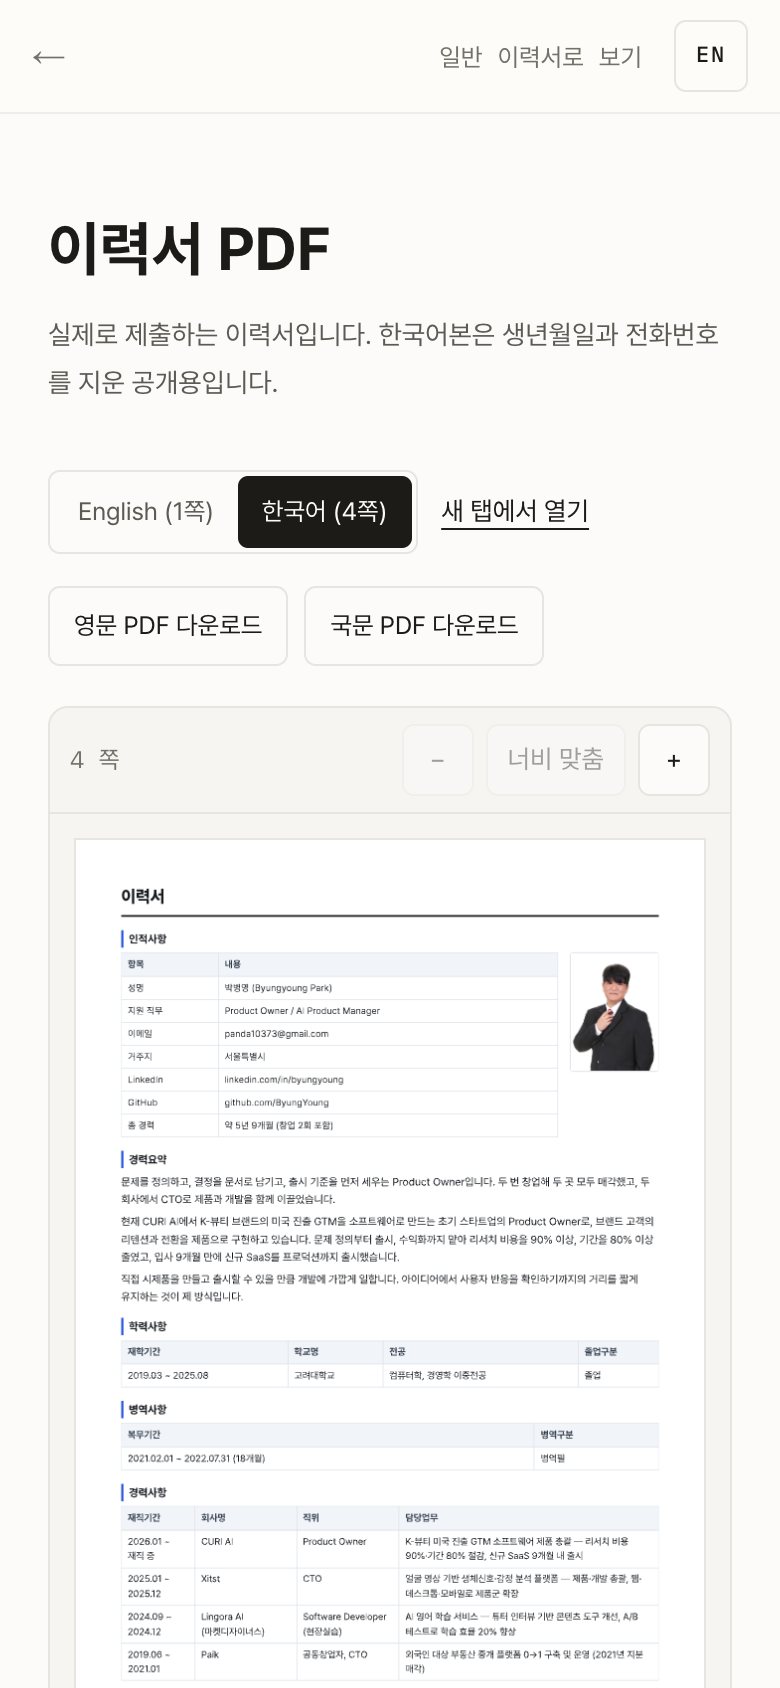 ←
일반 이력서로 보기
EN
이력서 PDF
실제로 제출하는 이력서입니다. 한국어본은 생년월일과 전화번호
를 지운 공개용입니다.
English (1쪽)
한국어 (4쪽)
새 탭에서 열기
영문 PDF 다운로드
국문 PDF 다운로드
4 쪽
−
너비 맞춤
+
이력서
인적사항
항목 내용
성명 박병영 (Byungyoung Park)
지원 직무 Product Owner / AI Product Manager
이메일 panda10373@gmail.com
거주지 서울특별시
LinkedIn linkedin.com/in/byungyoung
GitHub github.com/ByungYoung
총 경력 약 5년 9개월 (창업 2회 포함)
경력요약
문제를 정의하고, 결정을 문서로 남기고, 출시 기준을 먼저 세우는 Product Owner입니다. 두 번 창업해 두 곳 모두 매각했고, 두
회사에서 CTO로 제품과 개발을 함께 이끌었습니다.
현재 CURI AI에서 K-뷰티 브랜드의 미국 진출 GTM을 소프트웨어로 만드는 초기 스타트업의 Product Owner로, 브랜드 고객의
리텐션과 전환을 제품으로 구현하고 있습니다. 문제 정의부터 출시, 수익화까지 맡아 리서치 비용을 90% 이상, 기간을 80% 이상
줄였고, 입사 9개월 만에 신규 SaaS를 프로덕션까지 출시했습니다.
직접 시제품을 만들고 출시할 수 있을 만큼 개발에 가깝게 일합니다. 아이디어에서 사용자 반응을 확인하기까지의 거리를 짧게
유지하는 것이 제 방식입니다.
학력사항
재학기간 학교명 전공 졸업구분
2019.03 ~ 2025.08 고려대학교 컴퓨터학, 경영학 이중전공 졸업
병역사항
복무기간 병역구분
2021.02.01 ~ 2022.07.31 (18개월) 병역필
경력사항
재직기간 회사명 직위 담당업무
2026.01 ~ CURI AI Product Owner K-뷰티 미국 진출 GTM 소프트웨어 제품 총괄 — 리서치 비용
재직 중 90%·기간 80% 절감, 신규 SaaS 9개월 내 출시
2025.01 ~ Xitst CTO 얼굴 영상 기반 생체신호·감정 분석 플랫폼 — 제품·개발 총괄, 웹·
2025.12 데스크톱·모바일로 제품군 확장
2024.09 ~ Lingora AI Software Developer AI 영어 학습 서비스 — 튜터 인터뷰 기반 콘텐츠 도구 개선, A/B
2024.12 (마켓디자이너스) (현장실습) 테스트로 학습 효율 20% 향상
2019.06 ~ Paik 공동창업자, CTO 외국인 대상 부동산 중개 플랫폼 0→1 구축 및 운영 (2021년 지분
2021.01 매각)